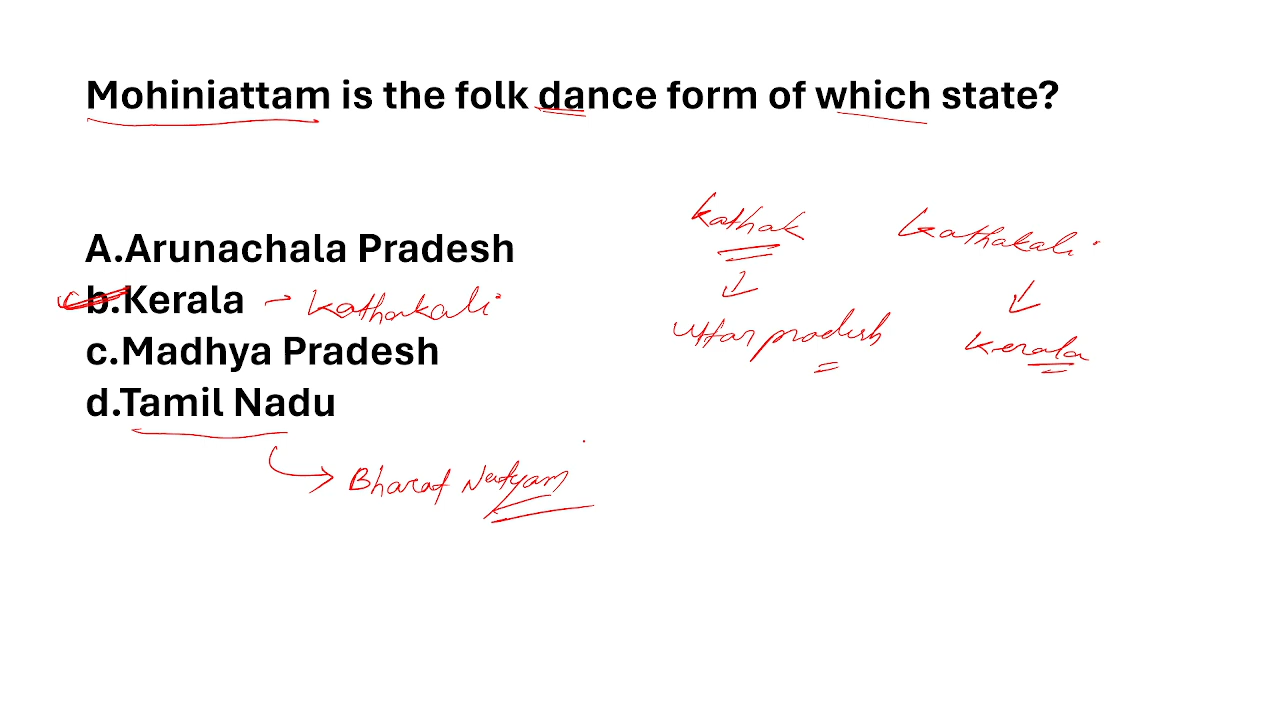 Mohiniattam is the folk dance form of which state?
kathak
kathakali
A.Arunachala Pradesh
b.Kerala - kathakali
uttar pradesh
kerala
c.Madhya Pradesh
d.Tamil Nadu
Bharat Natyam